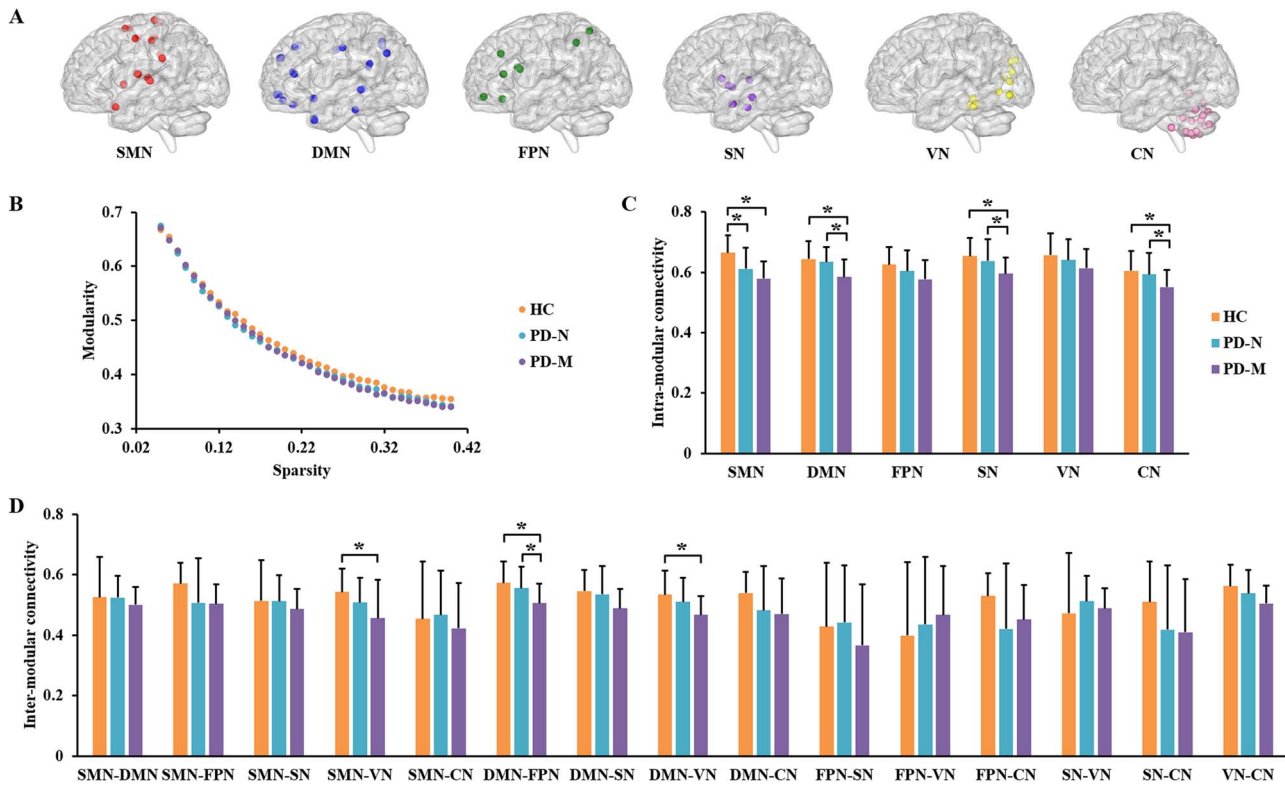 A
SMN DMN FPN SN VN CN
B
0.7
0.6
0.5
0.4
0.3
Modularity
0.02 0.12 0.22 0.32 0.42
Sparsity
HC
PD-N
PD-M
C
0.8
0.6
0.4
0.2
0
Intra-modular connectivity
* * * * * * * *
SMN DMN FPN SN VN CN
HC
PD-N
PD-M
D
0.8
0.6
0.4
0.2
0
Inter-modular connectivity
* * * *
SMN-DMN SMN-FPN SMN-SN SMN-VN SMN-CN DMN-FPN DMN-SN DMN-VN DMN-CN FPN-SN FPN-VN FPN-CN SN-VN SN-CN VN-CN